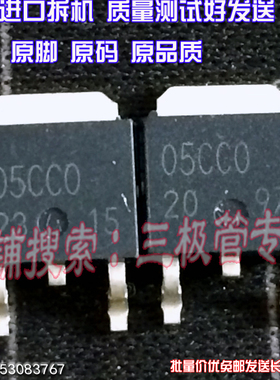 进口拆机 质量测试好发送
原脚 原码 原品质
05CC0
05CC0
15
20
铺搜索：三极管专
53083767
批量价优免邮发送长